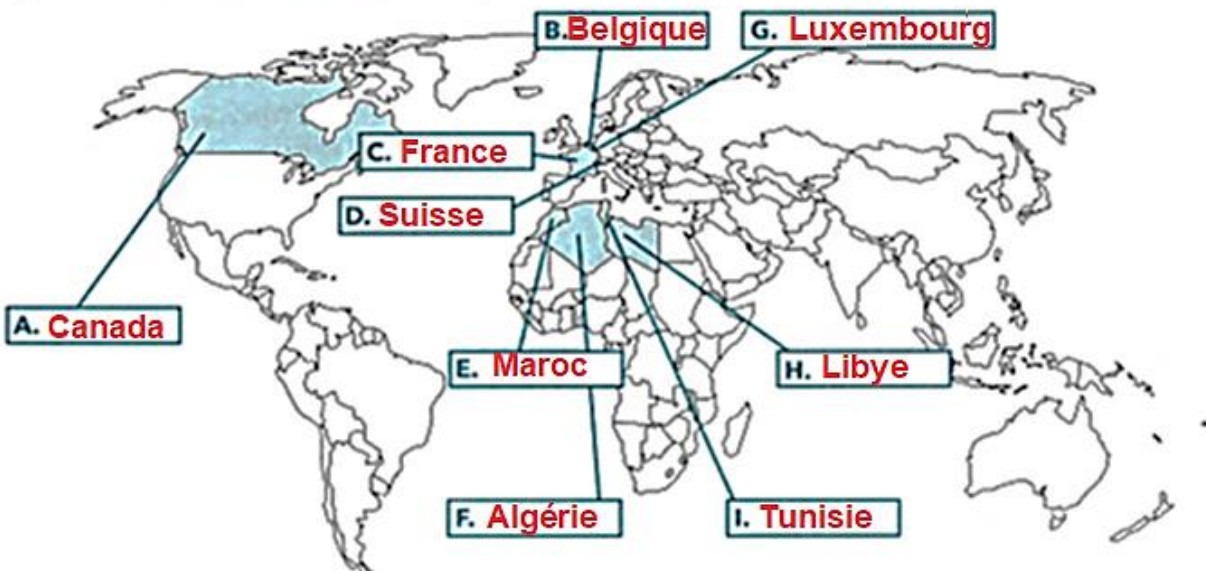 B. Belgique
G. Luxembourg
C. France
D. Suisse
A. Canada
E. Maroc
H. Libye
F. Algérie
I. Tunisie